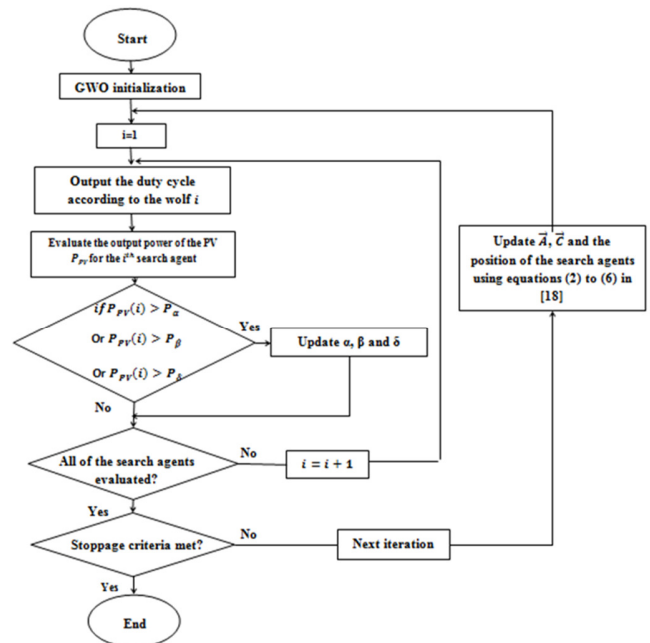 Start
GWO initialization
i=1
Output the duty cycle
according to the wolf i
Evaluate the output power of the PV
P_PV for the i^th search agent
if P_PV(i) > P_α
Or P_PV(i) > P_β
Or P_PV(i) > P_δ
Yes
Update α, β and δ
No
All of the search agents
evaluated?
No
i = i + 1
Yes
Stoppage criteria met?
No
Next iteration
Update A⃗, C⃗ and the
position of the search agents
using equations (2) to (6) in
[18]
Yes
End